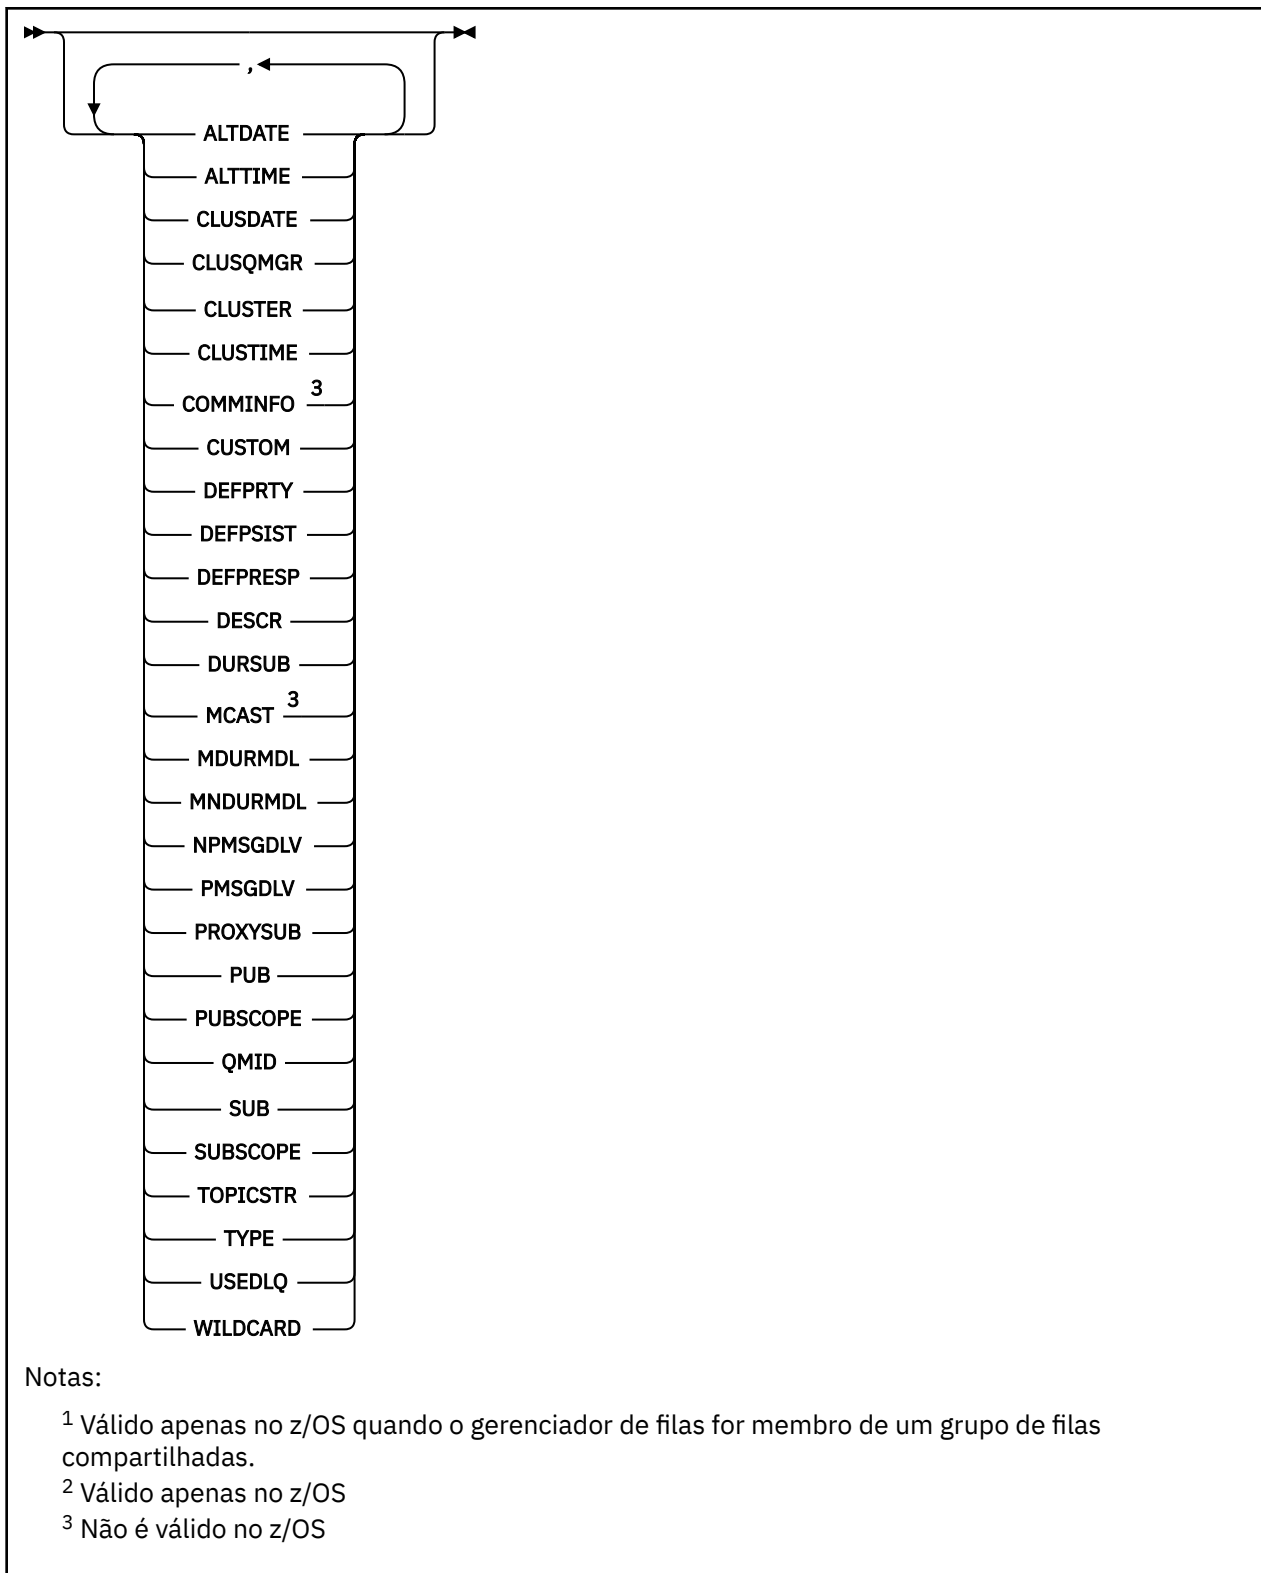 ,
ALTDATE
ALTTIME
CLUSDATE
CLUSQMGR
CLUSTER
CLUSTIME
COMMINFO 3
CUSTOM
DEFPRTY
DEFPSIST
DEFPRESP
DESCR
DURSUB
MCAST 3
MDURMDL
MNDURMDL
NPMSGDLV
PMSGDLV
PROXYSUB
PUB
PUBSCOPE
QMID
SUB
SUBSCOPE
TOPICSTR
TYPE
USEDLQ
WILDCARD
Notas:
1 Válido apenas no z/OS quando o gerenciador de filas for membro de um grupo de filas
compartilhadas.
2 Válido apenas no z/OS
3 Não é válido no z/OS